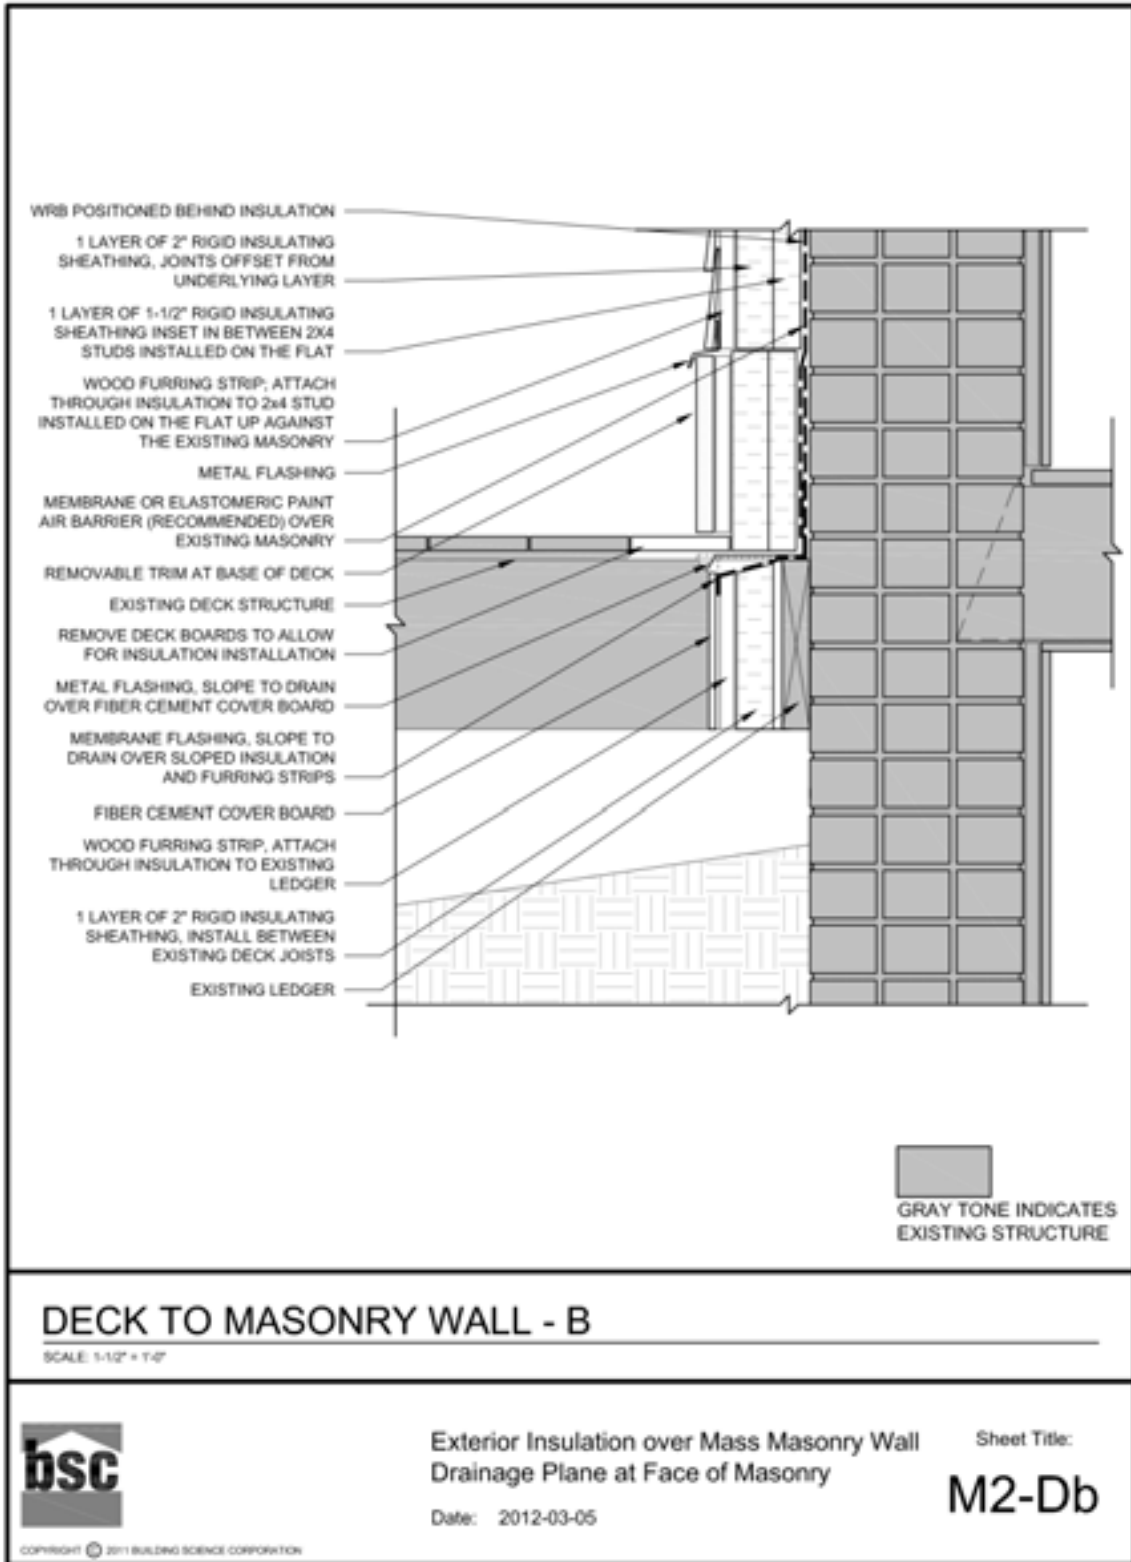 WRB POSITIONED BEHIND INSULATION
1 LAYER OF 2" RIGID INSULATING
SHEATHING, JOINTS OFFSET FROM
UNDERLYING LAYER
1 LAYER OF 1-1/2" RIGID INSULATING
SHEATHING INSET IN BETWEEN 2X4
STUDS INSTALLED ON THE FLAT
WOOD FURRING STRIP; ATTACH
THROUGH INSULATION TO 2x4 STUD
INSTALLED ON THE FLAT UP AGAINST
THE EXISTING MASONRY
METAL FLASHING
MEMBRANE OR ELASTOMERIC PAINT
AIR BARRIER (RECOMMENDED) OVER
EXISTING MASONRY
REMOVABLE TRIM AT BASE OF DECK
EXISTING DECK STRUCTURE
REMOVE DECK BOARDS TO ALLOW
FOR INSULATION INSTALLATION
METAL FLASHING, SLOPE TO DRAIN
OVER FIBER CEMENT COVER BOARD
MEMBRANE FLASHING, SLOPE TO
DRAIN OVER SLOPED INSULATION
AND FURRING STRIPS
FIBER CEMENT COVER BOARD
WOOD FURRING STRIP, ATTACH
THROUGH INSULATION TO EXISTING
LEDGER
1 LAYER OF 2" RIGID INSULATING
SHEATHING, INSTALL BETWEEN
EXISTING DECK JOISTS
EXISTING LEDGER
GRAY TONE INDICATES
EXISTING STRUCTURE
DECK TO MASONRY WALL - B
SCALE: 1-1/2" = 1'-0"
bsc
COPYRIGHT © 2011 BUILDING SCIENCE CORPORATION
Exterior Insulation over Mass Masonry Wall
Drainage Plane at Face of Masonry
Date: 2012-03-05
Sheet Title:
M2-Db